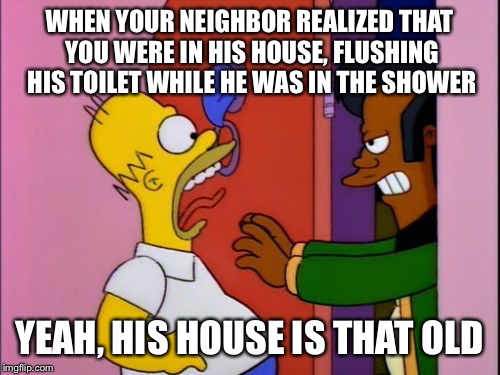 WHEN YOUR NEIGHBOR REALIZED THAT
YOU WERE IN HIS HOUSE, FLUSHING
HIS TOILET WHILE HE WAS IN THE SHOWER
YEAH, HIS HOUSE IS THAT OLD
imgflip.com